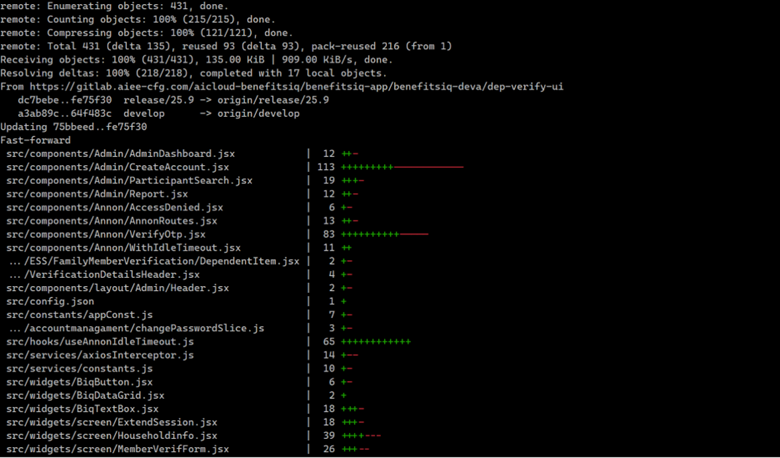 remote: Enumerating objects: 431, done.
remote: Counting objects: 100% (215/215), done.
remote: Compressing objects: 100% (121/121), done.
remote: Total 431 (delta 135), reused 93 (delta 93), pack-reused 216 (from 1)
Receiving objects: 100% (431/431), 135.00 KiB | 909.00 KiB/s, done.
Resolving deltas: 100% (218/218), completed with 17 local objects.
From https://gitlab.aiee-cfg.com/aicloud-benefitsiq/benefitsiq-app/benefitsiq-deva/dep-verify-ui
   dc7bebe..fe75f30  release/25.9 -> origin/release/25.9
   a3ab89c..64f483c  develop      -> origin/develop
Updating 75bbeed..fe75f30
Fast-forward
 src/components/Admin/AdminDashboard.jsx            |  12 ++-
 src/components/Admin/CreateAccount.jsx             | 113 +++++++++--------------
 src/components/Admin/ParticipantSearch.jsx         |  19 +++-
 src/components/Admin/Report.jsx                    |  12 ++-
 src/components/Annon/AccessDenied.jsx              |   6 +-
 src/components/Annon/AnnonRoutes.jsx               |  13 ++-
 src/components/Annon/VerifyOtp.jsx                 |  83 ++++++++++-----
 src/components/Annon/WithIdleTimeout.jsx           |  11 ++
 .../ESS/FamilyMemberVerification/DependentItem.jsx |   2 +-
 .../VerificationDetailsHeader.jsx                  |   4 +-
 src/components/layout/Admin/Header.jsx             |   2 +-
 src/config.json                                    |   1 +
 src/constants/appConst.js                          |   7 +-
 .../accountmanagament/changePasswordSlice.js       |   3 +-
 src/hooks/useAnnonIdleTimeout.js                   |  65 ++++++++++++
 src/services/axiosInterceptor.js                   |  14 +--
 src/services/constants.js                          |  10 +-
 src/widgets/BiqButton.jsx                          |   6 +-
 src/widgets/BiqDataGrid.jsx                        |   2 +
 src/widgets/BiqTextBox.jsx                         |  18 +++-
 src/widgets/screen/ExtendSession.jsx               |  18 +++-
 src/widgets/screen/Householdinfo.jsx               |  39 ++++---
 src/widgets/screen/MemberVerifForm.jsx             |  26 +++--